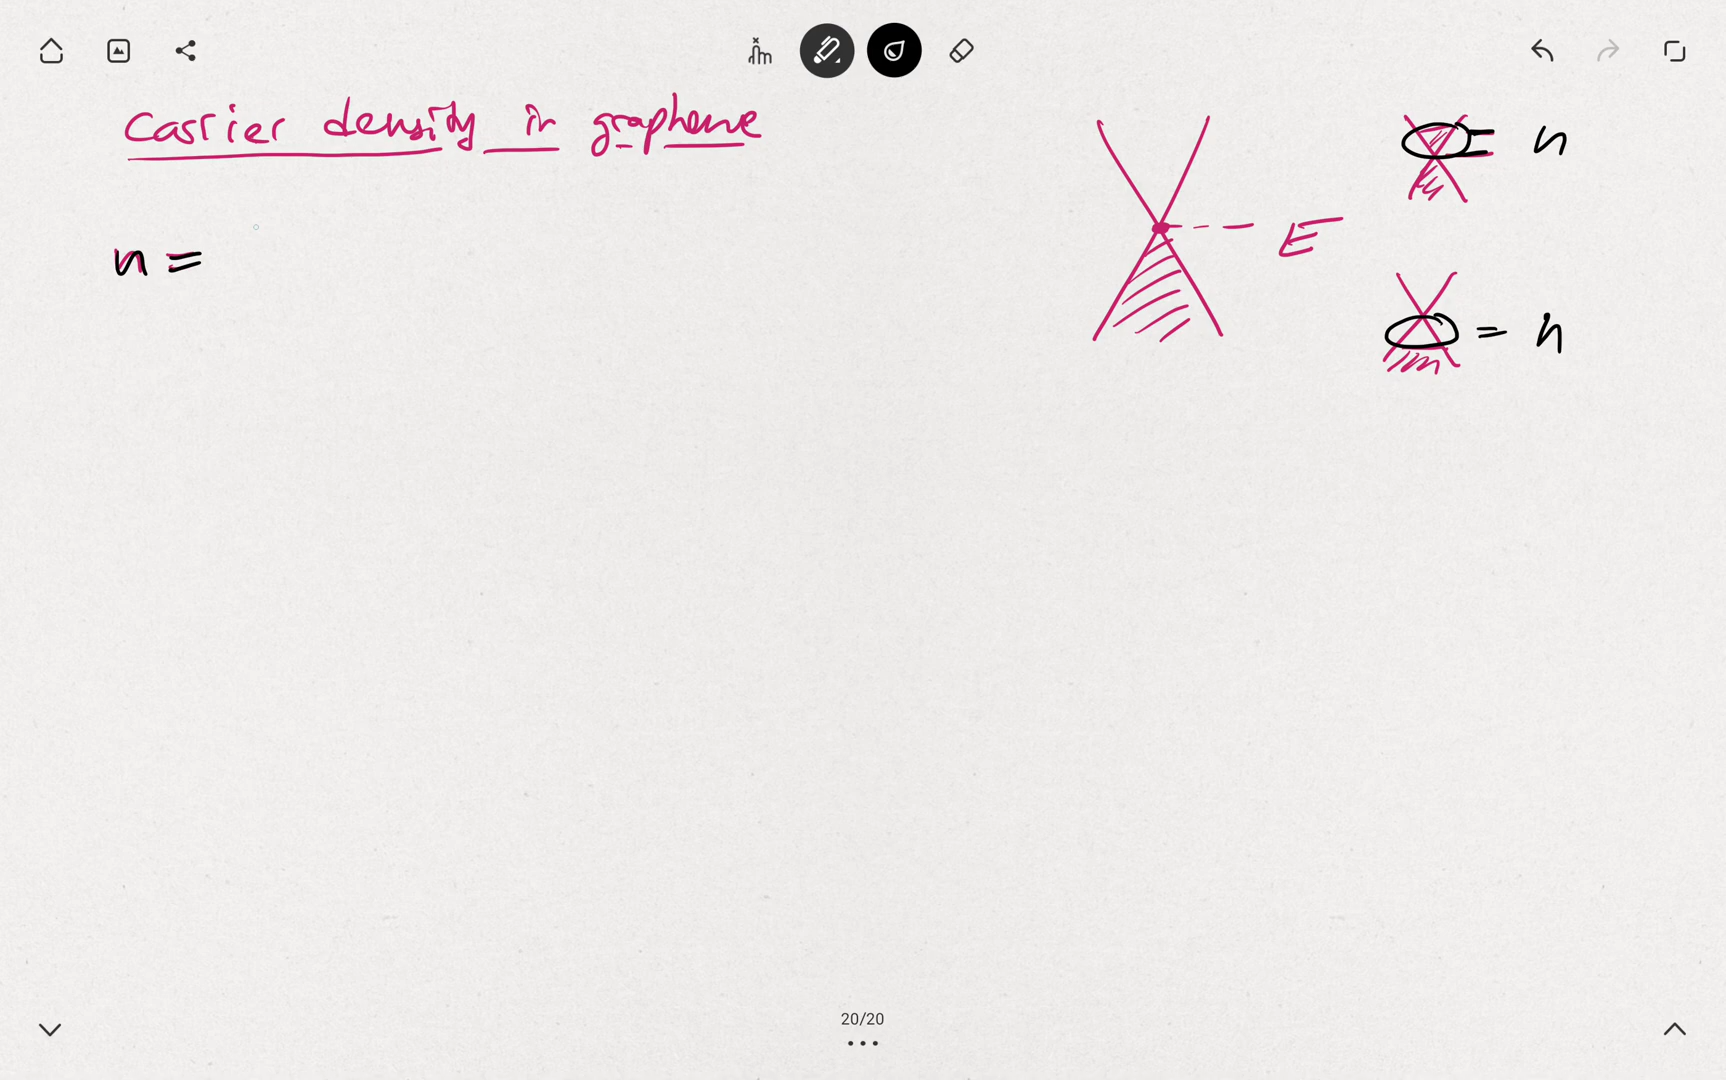 Carrier density in graphene
= n
E
n =
= n
20/20